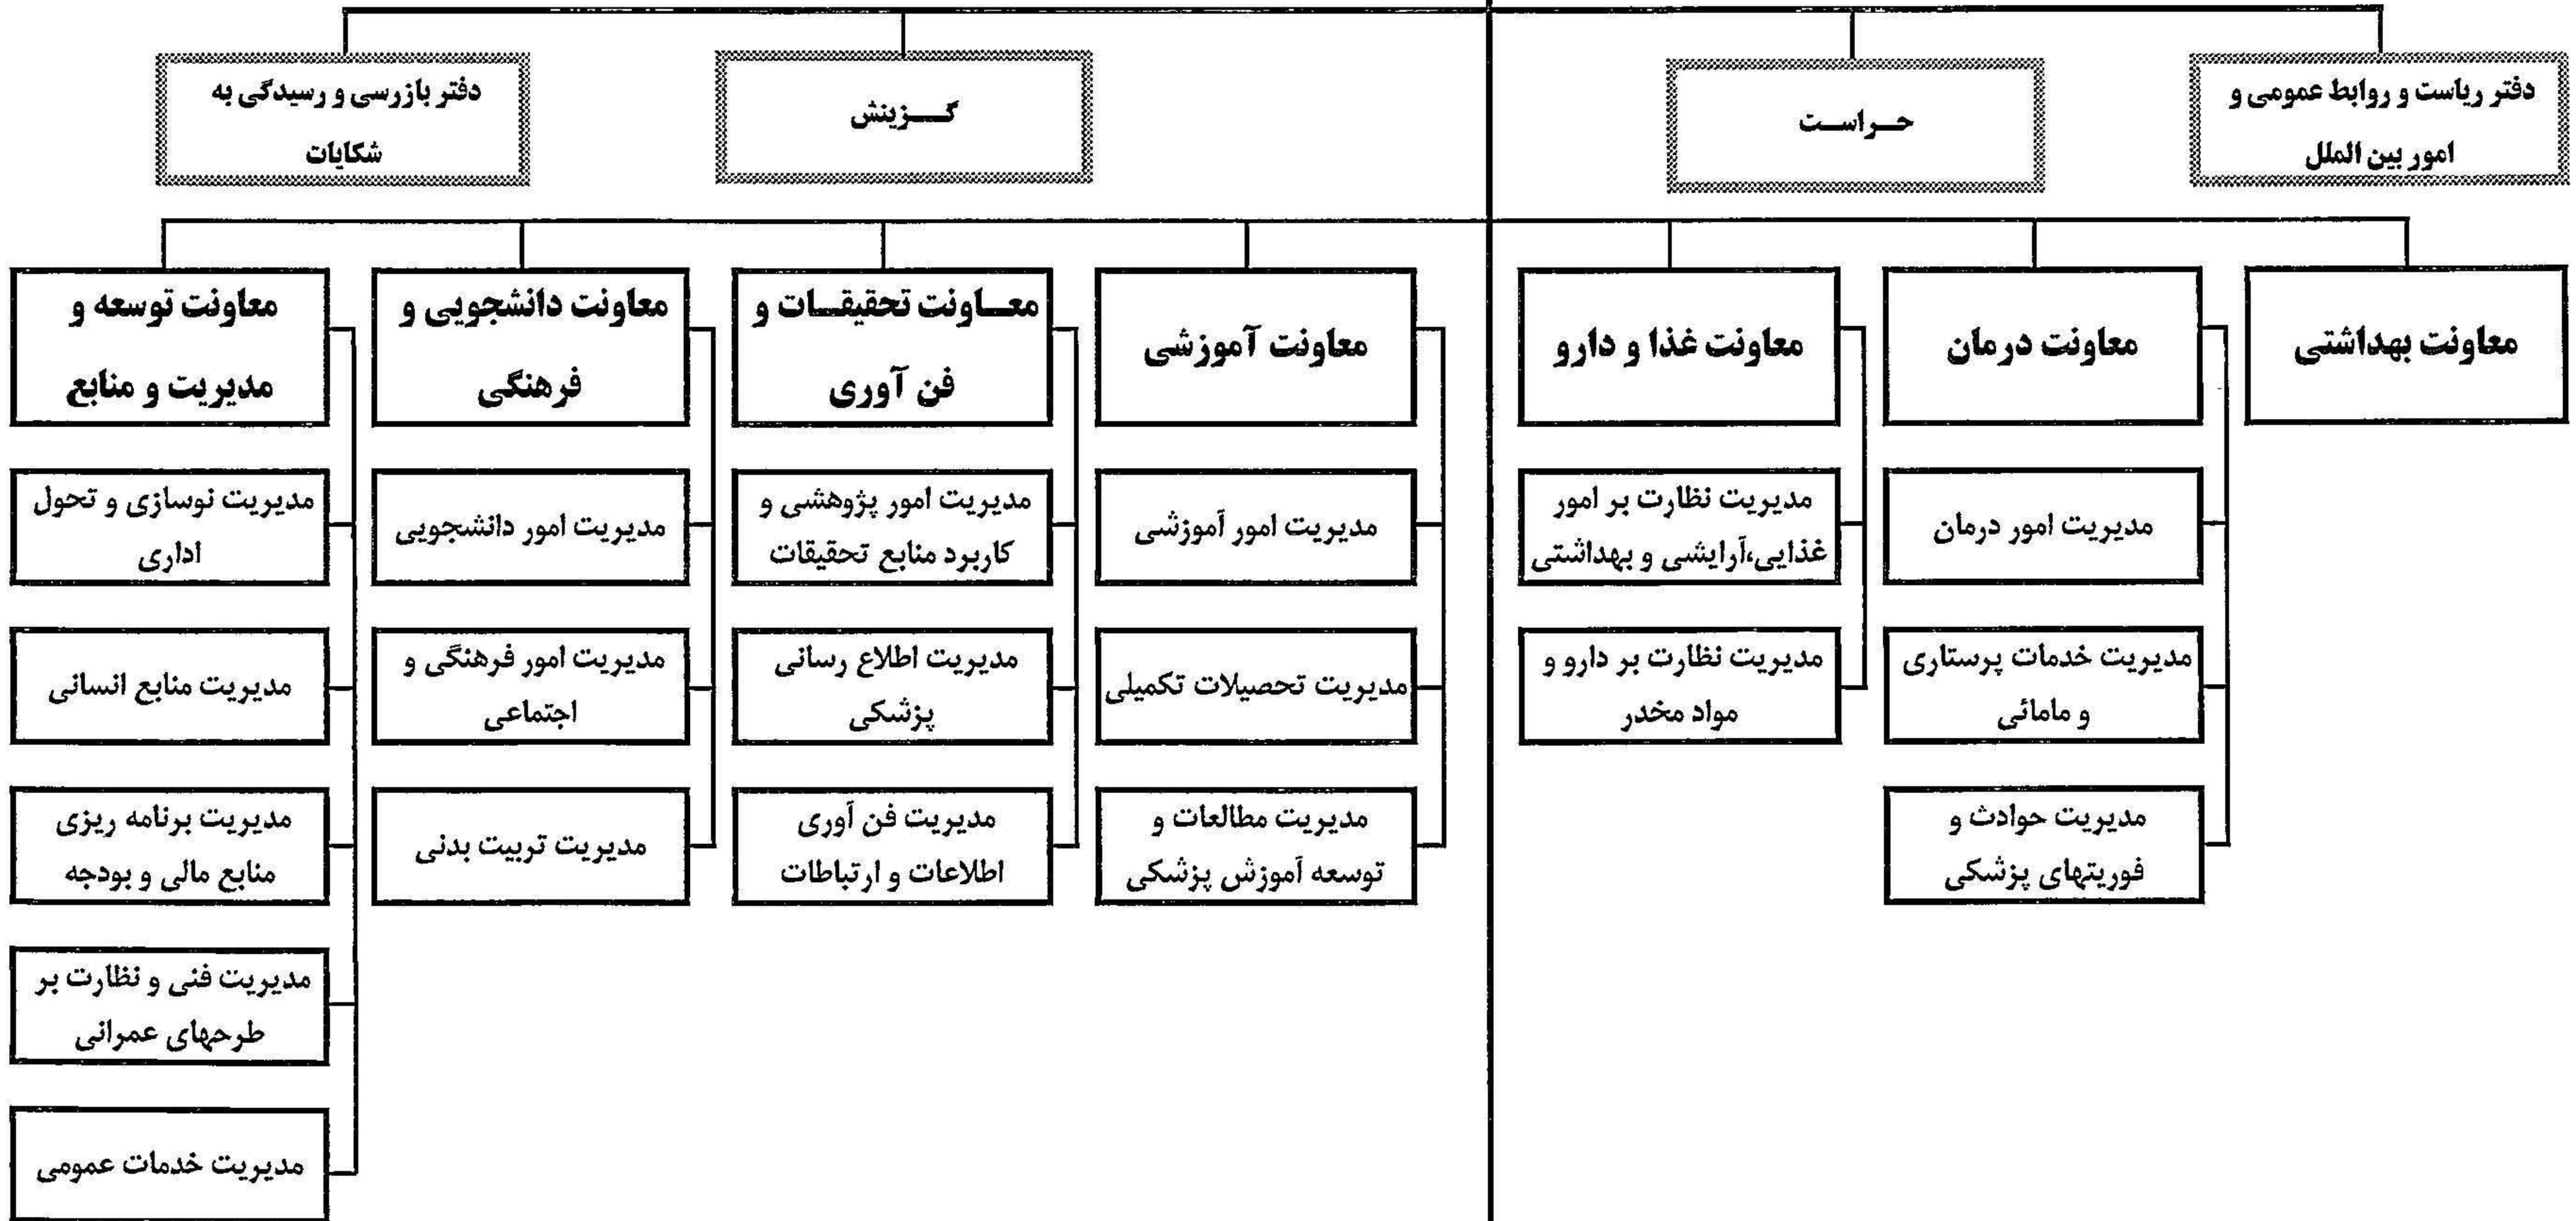 دفتر ریاست و روابط عمومی و
امور بین الملل
حـــراســـت
گـــــزینش
دفتر بازرسی و رسیدگی به
شکایات
معاونت بهداشتی
معاونت درمان
مدیریت امور درمان
مدیریت خدمات پرستاری
و مامائی
مدیریت حوادث و
فوریتهای پزشکی
معاونت غذا و دارو
مدیریت نظارت بر امور
غذایی،آرایشی و بهداشتی
مدیریت نظارت بر دارو و
مواد مخدر
معاونت آموزشی
مدیریت امور آموزشی
مدیریت تحصیلات تکمیلی
مدیریت مطالعات و
توسعه آموزش پزشکی
معـــاونت تحقیقـــات و
فن آوری
مدیریت امور پژوهشی و
کاربرد منابع تحقیقات
مدیریت اطلاع رسانی
پزشکی
مدیریت فن آوری
اطلاعات و ارتباطات
معاونت دانشجویی و
فرهنگی
مدیریت امور دانشجویی
مدیریت امور فرهنگی و
اجتماعی
مدیریت تربیت بدنی
معاونت توسعه و
مدیریت و منابع
مدیریت نوسازی و تحول
اداری
مدیریت منابع انسانی
مدیریت برنامه ریزی
منابع مالی و بودجه
مدیریت فنی و نظارت بر
طرحهای عمرانی
مدیریت خدمات عمومی